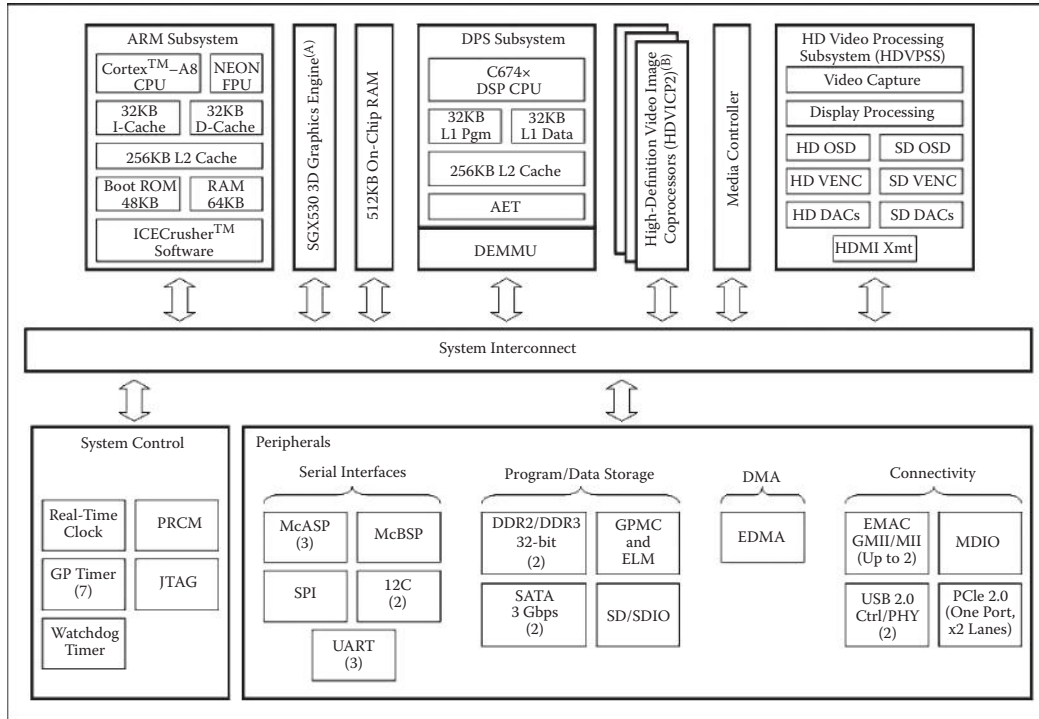 ARM Subsystem
Cortex™–A8
CPU
NEON
FPU
32KB
I-Cache
32KB
D-Cache
256KB L2 Cache
Boot ROM
48KB
RAM
64KB
ICECrusher™
Software
SGX530 3D Graphics Engine(A)
512KB On-Chip RAM
DPS Subsystem
C674×
DSP CPU
32KB
L1 Pgm
32KB
L1 Data
256KB L2 Cache
AET
DEMMU
High-Definition Video Image
Coprocessors (HDVICP2)(B)
Media Controller
HD Video Processing
Subsystem (HDVPSS)
Video Capture
Display Processing
HD OSD
SD OSD
HD VENC
SD VENC
HD DACs
SD DACs
HDMI Xmt
System Interconnect
System Control
Real-Time
Clock
PRCM
GP Timer
(7)
JTAG
Watchdog
Timer
Peripherals
Serial Interfaces
McASP
(3)
McBSP
SPI
12C
(2)
UART
(3)
Program/Data Storage
DDR2/DDR3
32-bit
(2)
GPMC
and
ELM
SATA
3 Gbps
(2)
SD/SDIO
DMA
EDMA
Connectivity
EMAC
GMII/MII
(Up to 2)
MDIO
USB 2.0
Ctrl/PHY
(2)
PCle 2.0
(One Port,
x2 Lanes)